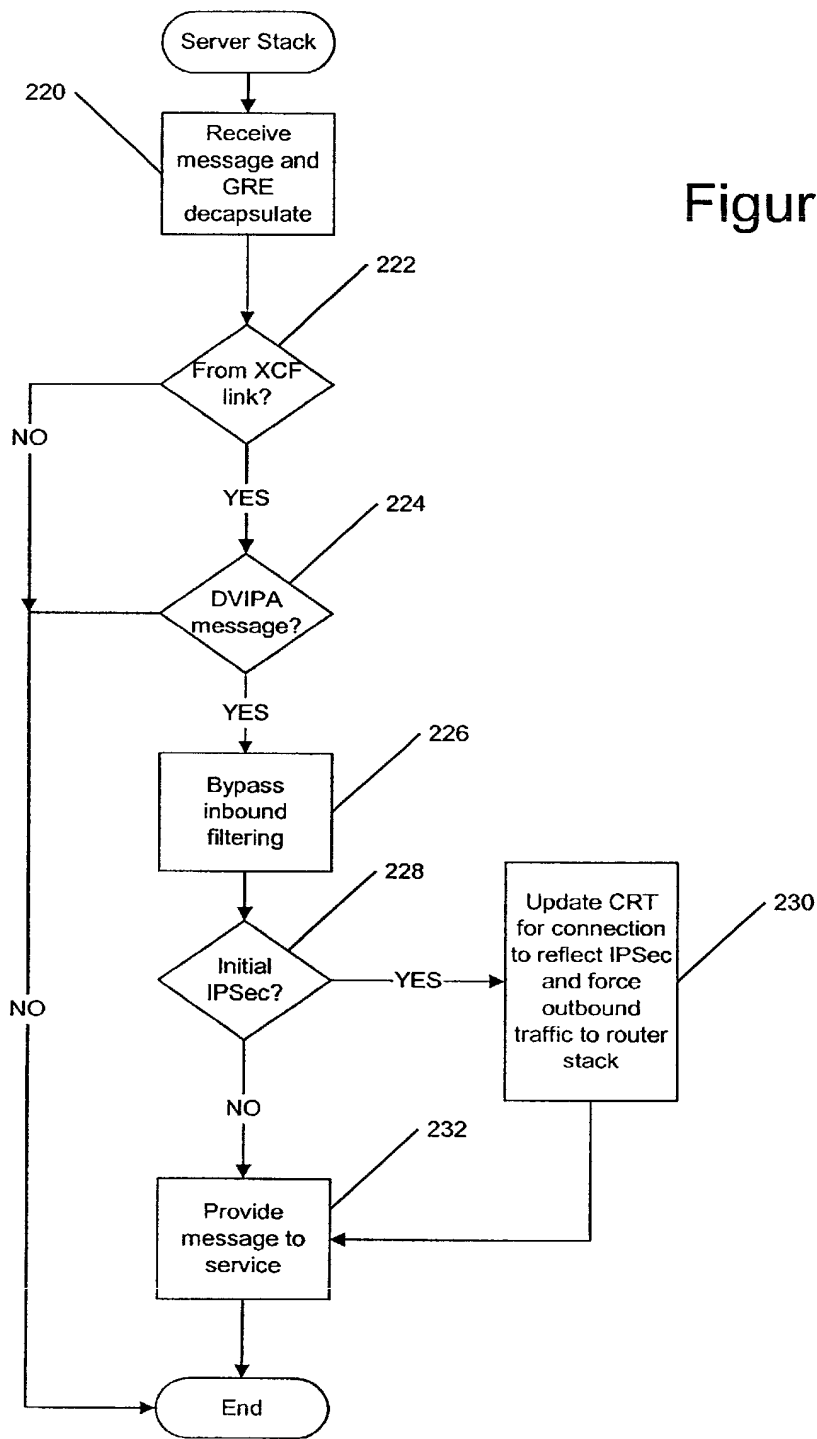 Server Stack
220
Receive
message and
GRE
decapsulate
Figur
222
From XCF
link?
NO
YES
224
DVIPA
message?
YES
226
Bypass
inbound
filtering
228
Initial
IPSec?
YES
230
Update CRT
for connection
to reflect IPSec
and force
outbound
traffic to router
stack
NO
NO
232
Provide
message to
service
End